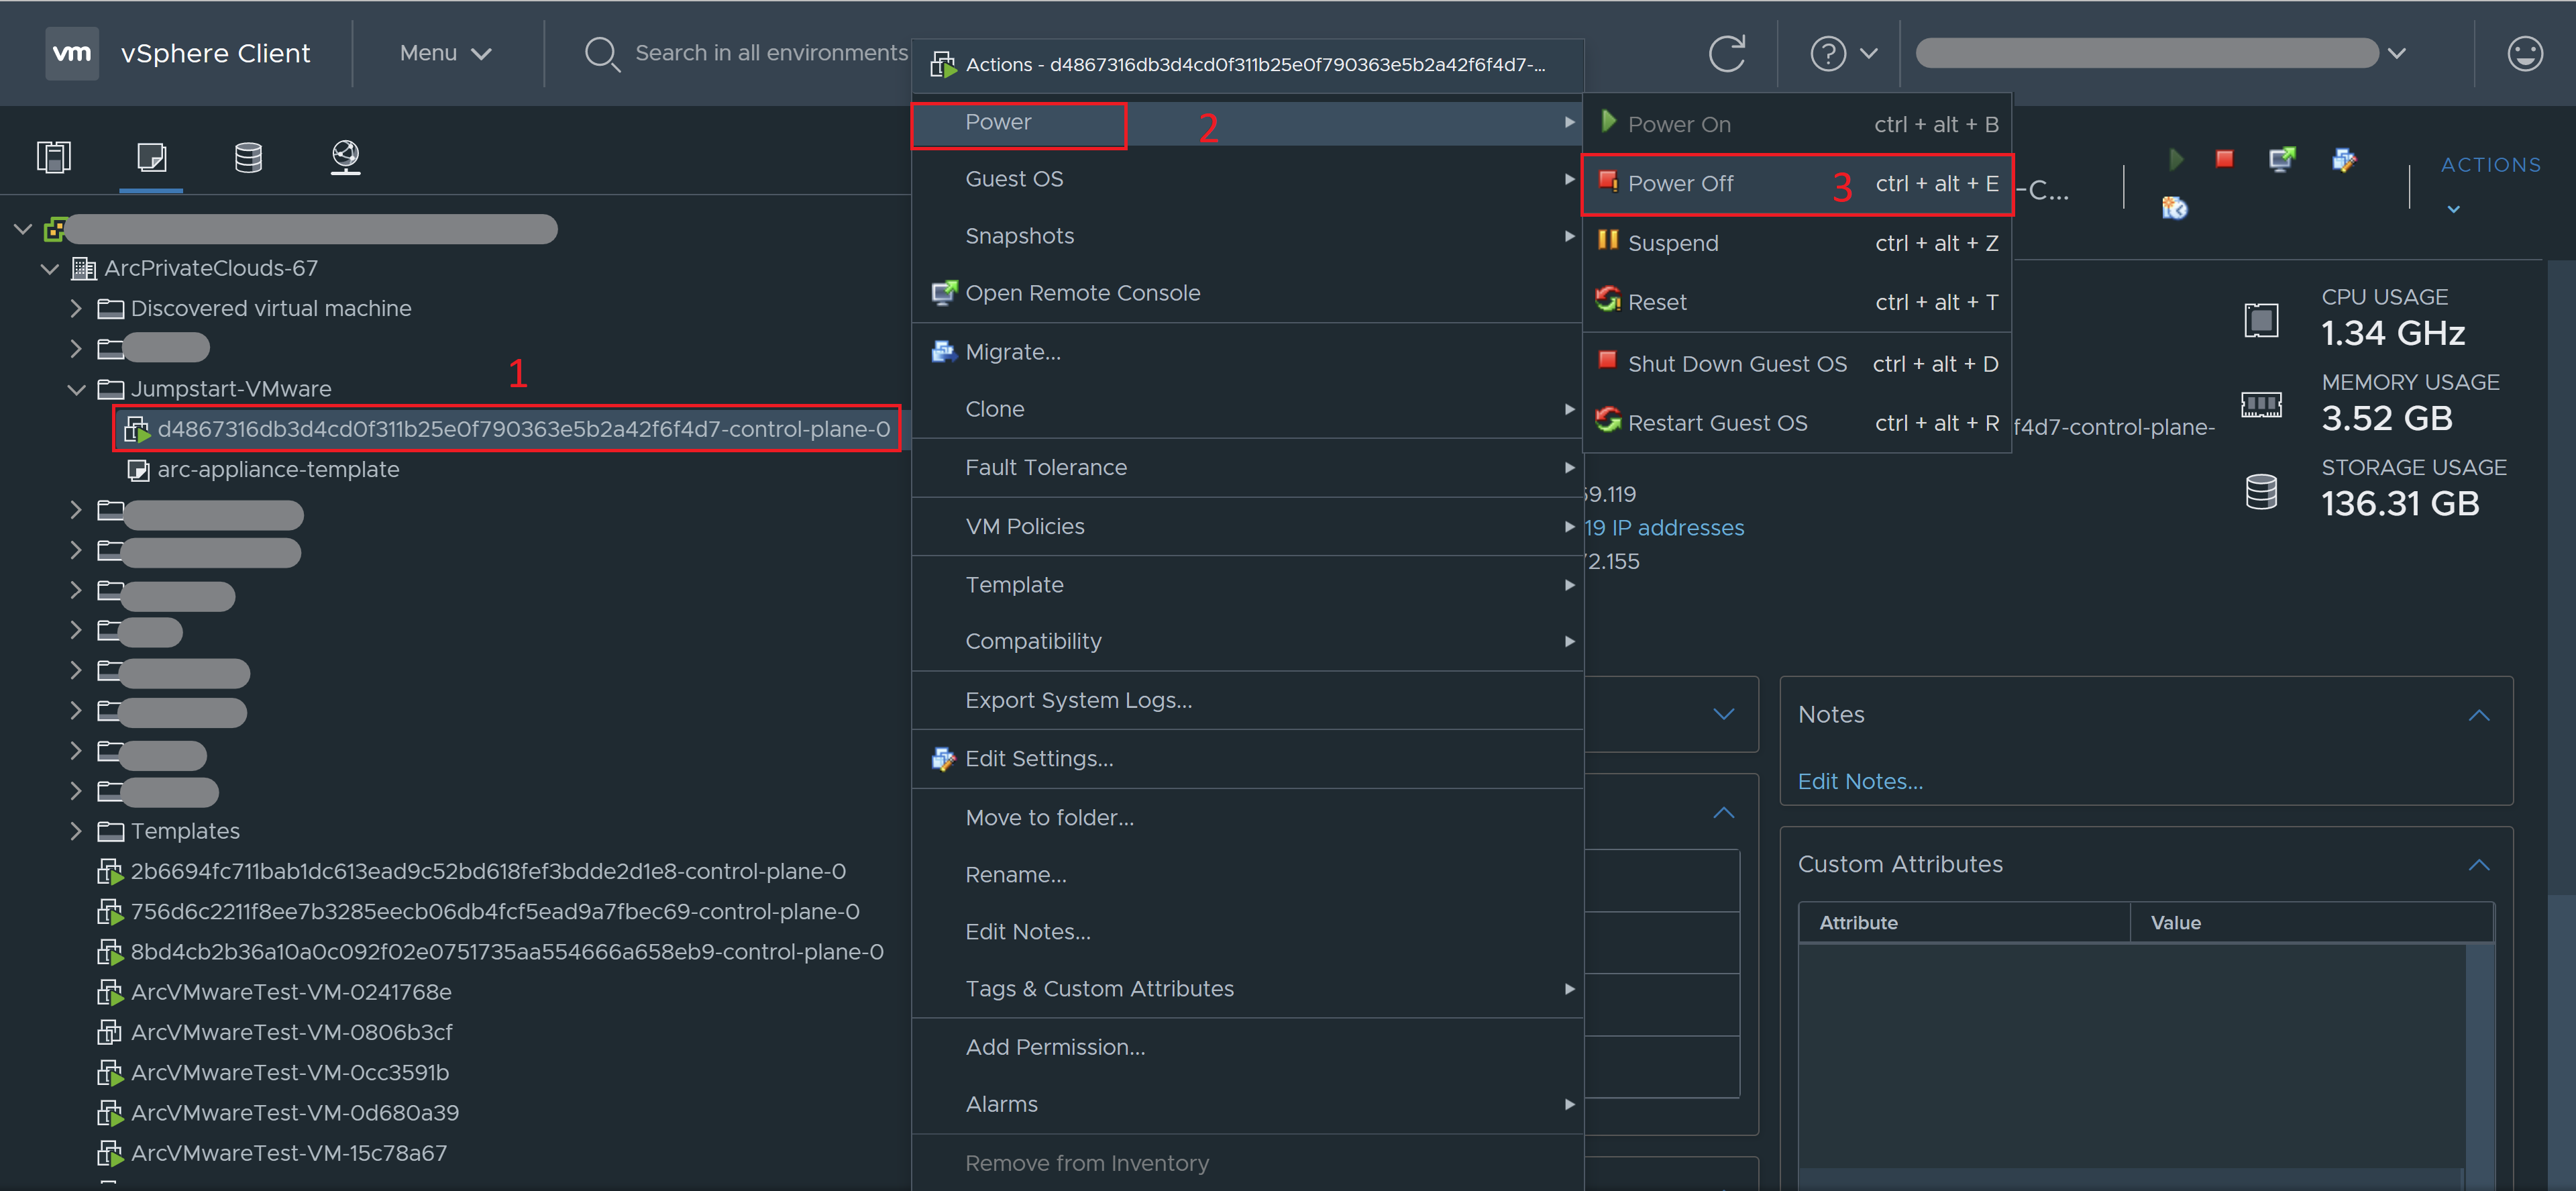 vm vSphere Client Menu Search in all environments
Actions - d4867316db3d4cd0f311b25e0f790363e5b2a42f6f4d7-...
Power 2
Guest OS
Snapshots
Open Remote Console
Migrate...
Clone
Fault Tolerance
VM Policies
Template
Compatibility
Export System Logs...
Edit Settings...
Move to folder...
Rename...
Edit Notes...
Tags & Custom Attributes
Add Permission...
Alarms
Remove from Inventory
Power On ctrl + alt + B
Power Off 3 ctrl + alt + E
Suspend ctrl + alt + Z
Reset ctrl + alt + T
Shut Down Guest OS ctrl + alt + D
Restart Guest OS ctrl + alt + R
ArcPrivateClouds-67
Discovered virtual machine
1
Jumpstart-VMware
d4867316db3d4cd0f311b25e0f790363e5b2a42f6f4d7-control-plane-0
arc-appliance-template
Templates
2b6694fc711bab1dc613ead9c52bd618fef3bdde2d1e8-control-plane-0
756d6c2211f8ee7b3285eecb06db4fcf5ead9a7fbec69-control-plane-0
8bd4cb2b36a10a0c092f02e0751735aa554666a658eb9-control-plane-0
ArcVMwareTest-VM-0241768e
ArcVMwareTest-VM-0806b3cf
ArcVMwareTest-VM-0cc3591b
ArcVMwareTest-VM-0d680a39
ArcVMwareTest-VM-15c78a67
-C...
ACTIONS
CPU USAGE
1.34 GHz
MEMORY USAGE
3.52 GB
STORAGE USAGE
136.31 GB
f4d7-control-plane-
9.119
19 IP addresses
2.155
Notes
Edit Notes...
Custom Attributes
Attribute Value